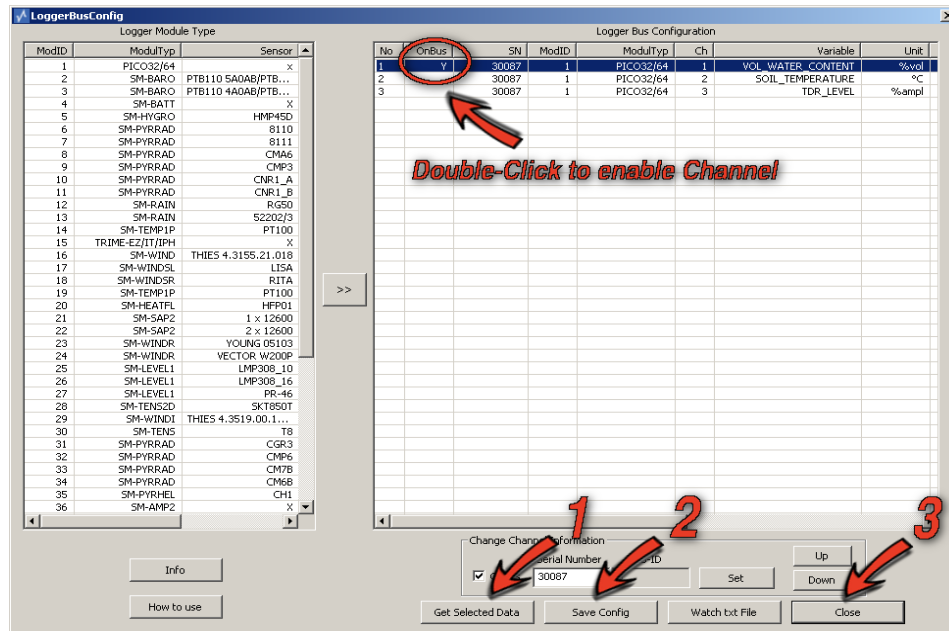 LoggerBusConfig
Logger Module Type
ModID ModulTyp Sensor
1 PICO32/64 x
2 SM-BARO PTB110 5A0AB/PTB...
3 SM-BARO PTB110 4A0AB/PTB...
4 SM-BATT X
5 SM-HYGRO HMP45D
6 SM-PYRRAD 8110
7 SM-PYRRAD 8111
8 SM-PYRRAD CMA6
9 SM-PYRRAD CMP3
10 SM-PYRRAD CNR1_A
11 SM-PYRRAD CNR1_B
12 SM-RAIN RG50
13 SM-RAIN 52202/3
14 SM-TEMP1P PT100
15 TRIME-EZ/IT/IPH X
16 SM-WIND THIES 4.3155.21.018
17 SM-WINDSL LISA
18 SM-WINDSR RITA
19 SM-TEMP1P PT100
20 SM-HEATFL HFP01
21 SM-SAP2 1 x 12600
22 SM-SAP2 2 x 12600
23 SM-WINDR YOUNG 05103
24 SM-WINDR VECTOR W200P
25 SM-LEVEL1 LMP308_10
26 SM-LEVEL1 LMP308_16
27 SM-LEVEL1 PR-46
28 SM-TENS2D SKT850T
29 SM-WINDI THIES 4.3519.00.1...
30 SM-TENS T8
31 SM-PYRRAD CGR3
32 SM-PYRRAD CMP6
33 SM-PYRRAD CM7B
34 SM-PYRRAD CM6B
35 SM-PYRHEL CH1
36 SM-AMP2 X
>>
Logger Bus Configuration
No OnBus SN ModID ModulTyp Ch Variable Unit
1 Y 30087 1 PICO32/64 1 VOL_WATER_CONTENT %vol
2 30087 1 PICO32/64 2 SOIL_TEMPERATURE °C
3 30087 1 PICO32/64 3 TDR_LEVEL %ampl
Double-Click to enable Channel
1 2 3
Change Channel Information
Serial Number
30087
Set
Up
Down
Info
How to use
Get Selected Data
Save Config
Watch txt File
Close